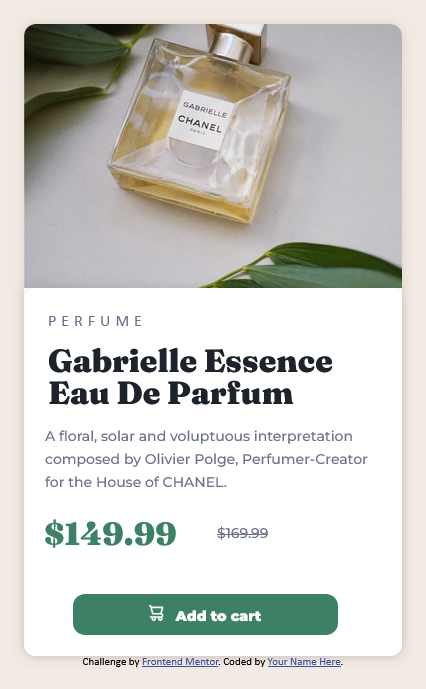 GABRIELLE
CHANEL
PARIS
PERFUME
Gabrielle Essence
Eau De Parfum
A floral, solar and voluptuous interpretation
composed by Olivier Polge, Perfumer-Creator
for the House of CHANEL.
$149.99 $169.99
Add to cart
Challenge by Frontend Mentor. Coded by Your Name Here.